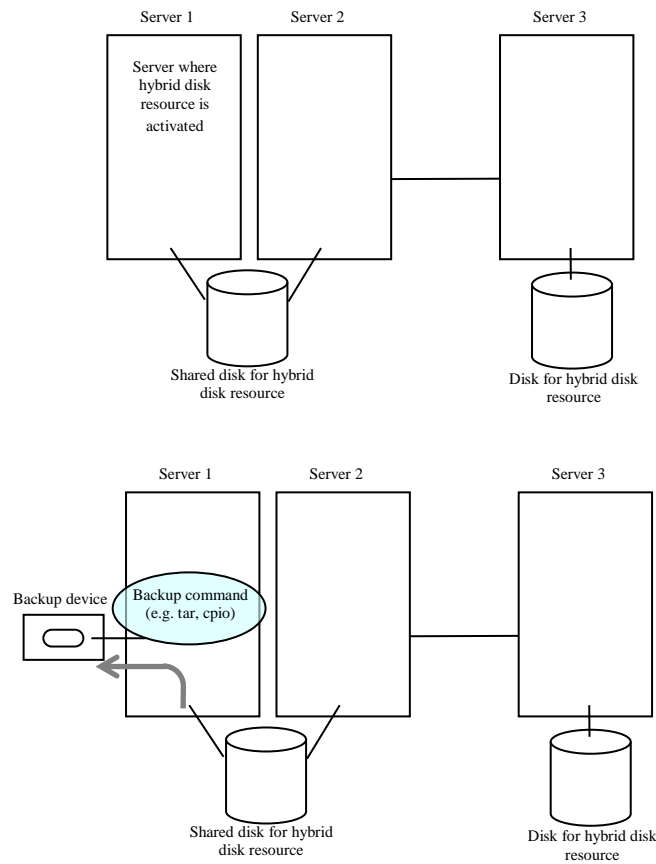 Server 1
Server 2
Server 3
Server where
hybrid disk
resource is
activated
Shared disk for hybrid
disk resource
Disk for hybrid disk
resource
Server 1
Server 2
Server 3
Backup device
Backup command
(e.g. tar, cpio)
Shared disk for hybrid
disk resource
Disk for hybrid disk
resource